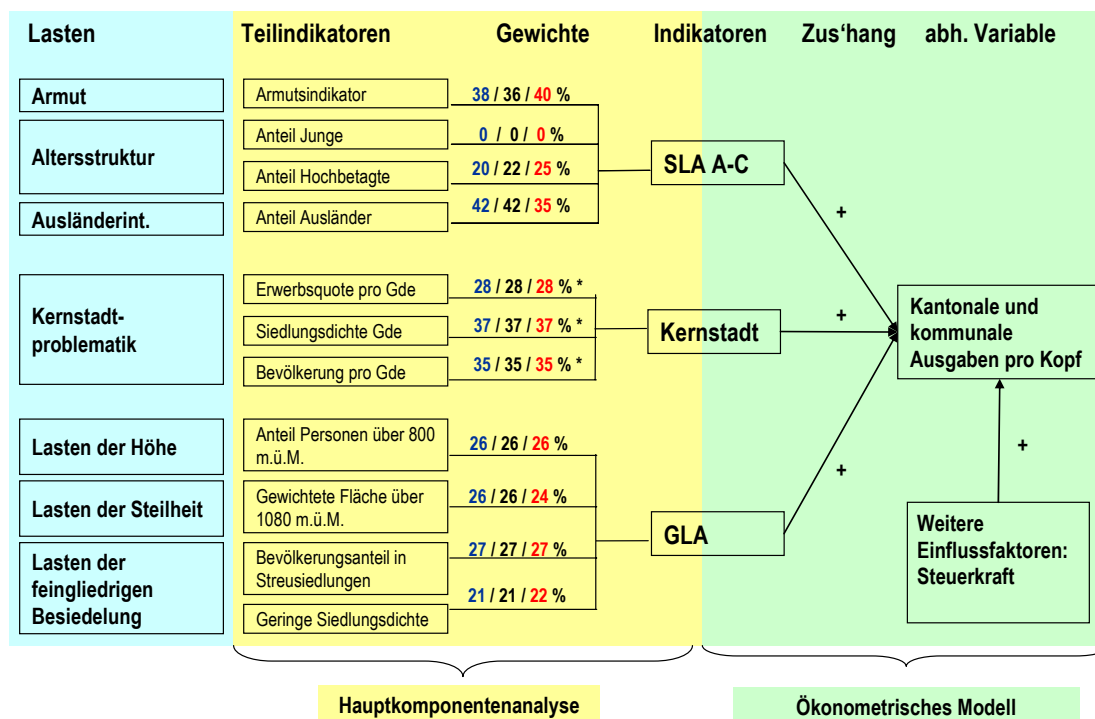 Lasten
Teilindikatoren
Gewichte
Indikatoren
Zus‘hang
abh. Variable
Armut
Armutsindikator
38 / 36 / 40 %
Altersstruktur
Anteil Junge
0 / 0 / 0 %
Anteil Hochbetagte
20 / 22 / 25 %
SLA A-C
Ausländerint.
Anteil Ausländer
42 / 42 / 35 %
+
Kernstadt-
problematik
Erwerbsquote pro Gde
28 / 28 / 28 % *
Siedlungsdichte Gde
37 / 37 / 37 % *
Bevölkerung pro Gde
35 / 35 / 35 % *
Kernstadt
+
Kantonale und
kommunale
Ausgaben pro Kopf
Lasten der Höhe
Anteil Personen über 800
m.ü.M.
26 / 26 / 26 %
+
+
Lasten der Steilheit
Gewichtete Fläche über
1080 m.ü.M.
26 / 26 / 24 %
GLA
Weitere
Einflussfaktoren:
Steuerkraft
Lasten der
feingliedrigen
Besiedelung
Bevölkerungsanteil in
Streusiedlungen
27 / 27 / 27 %
Geringe Siedlungsdichte
21 / 21 / 22 %
Hauptkomponentenanalyse
Ökonometrisches Modell